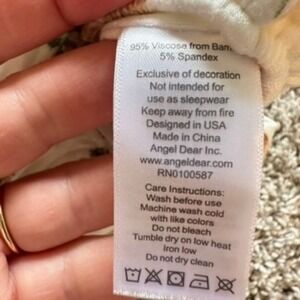 95% Viscose from Bam
5% Spandex
Exclusive of decoration
Not intended for
use as sleepwear
Keep away from fire
Designed in USA
Made in China
Angel Dear Inc.
www.angeldear.com
RN0100587
Care Instructions:
Wash before use
Machine wash cold
with like colors
Do not bleach
Tumble dry on low heat
Iron low
Do not dry clean